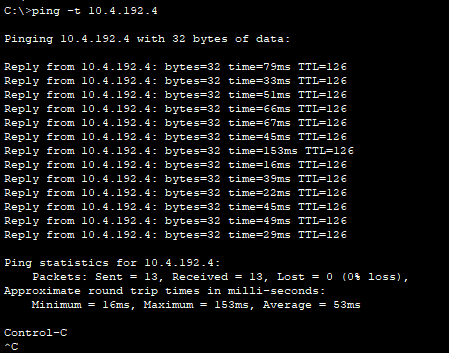 C:\>ping -t 10.4.192.4
Pinging 10.4.192.4 with 32 bytes of data:
Reply from 10.4.192.4: bytes=32 time=79ms TTL=126
Reply from 10.4.192.4: bytes=32 time=33ms TTL=126
Reply from 10.4.192.4: bytes=32 time=51ms TTL=126
Reply from 10.4.192.4: bytes=32 time=66ms TTL=126
Reply from 10.4.192.4: bytes=32 time=67ms TTL=126
Reply from 10.4.192.4: bytes=32 time=45ms TTL=126
Reply from 10.4.192.4: bytes=32 time=153ms TTL=126
Reply from 10.4.192.4: bytes=32 time=16ms TTL=126
Reply from 10.4.192.4: bytes=32 time=39ms TTL=126
Reply from 10.4.192.4: bytes=32 time=22ms TTL=126
Reply from 10.4.192.4: bytes=32 time=45ms TTL=126
Reply from 10.4.192.4: bytes=32 time=49ms TTL=126
Reply from 10.4.192.4: bytes=32 time=29ms TTL=126
Ping statistics for 10.4.192.4:
Packets: Sent = 13, Received = 13, Lost = 0 (0% loss),
Approximate round trip times in milli-seconds:
Minimum = 16ms, Maximum = 153ms, Average = 53ms
Control-C
^C